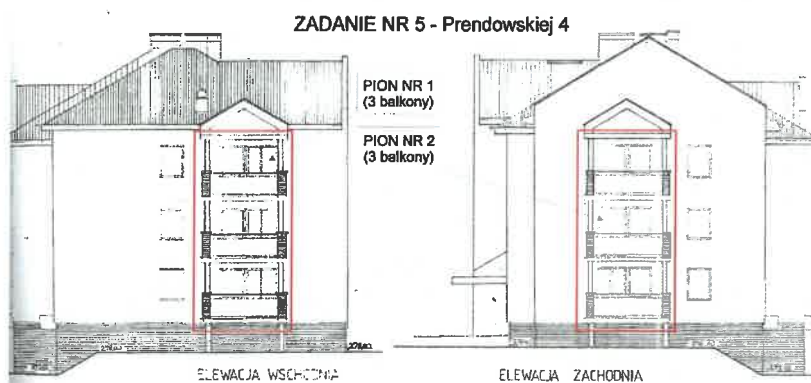 ZADANIE NR 5 - Prendowskiej 4
PION NR 1
(3 balkony)
PION NR 2
(3 balkony)
ELEWACJA WSCHODNIA
ELEWACJA ZACHODNIA